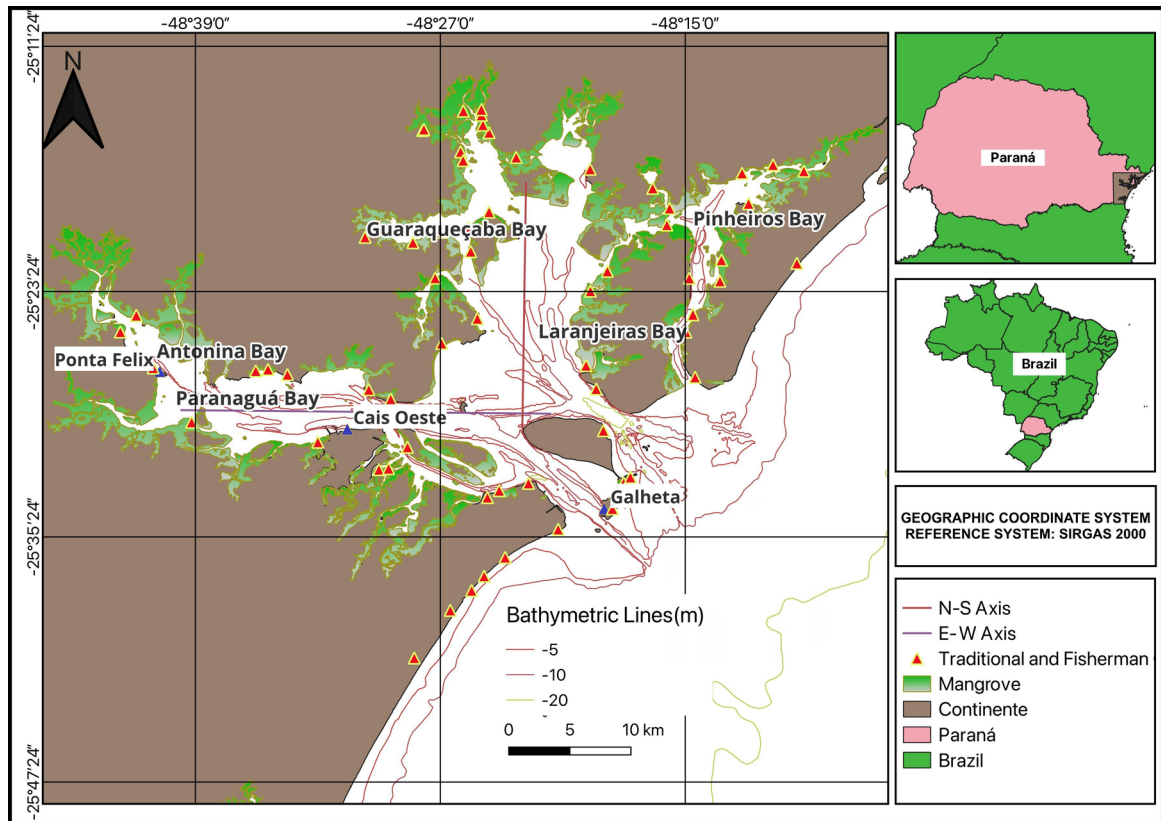 -48°39'0"
-48°27'0"
-48°15'0"
-25°11'24"
-25°23'24"
-25°35'24"
-25°47'24"
N
Guaraqueçaba Bay
Pinheiros Bay
Laranjeiras Bay
Ponta Felix
Antonina Bay
Paranaguá Bay
Cais Oeste
Galheta
Bathymetric Lines(m)
-5
-10
-20
-
0 5 10 km
Paraná
Brazil
GEOGRAPHIC COORDINATE SYSTEM
REFERENCE SYSTEM: SIRGAS 2000
N-S Axis
E-W Axis
Traditional and Fisherman
Mangrove
Continente
Paraná
Brazil